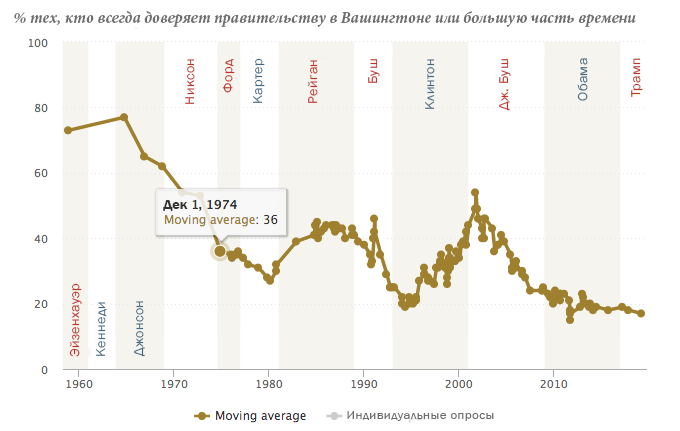 % тех, кто всегда доверяет правительству в Вашингтоне или большую часть времени
100
80
60
40
20
0
Эйзенхауэр
Кеннеди
Джонсон
Никсон
Форд
Картер
Рейган
Буш
Клинтон
Дж. Буш
Обама
Трамп
Дек 1, 1974
Moving average: 36
1960 1970 1980 1990 2000 2010
Moving average Индивидуальные опросы